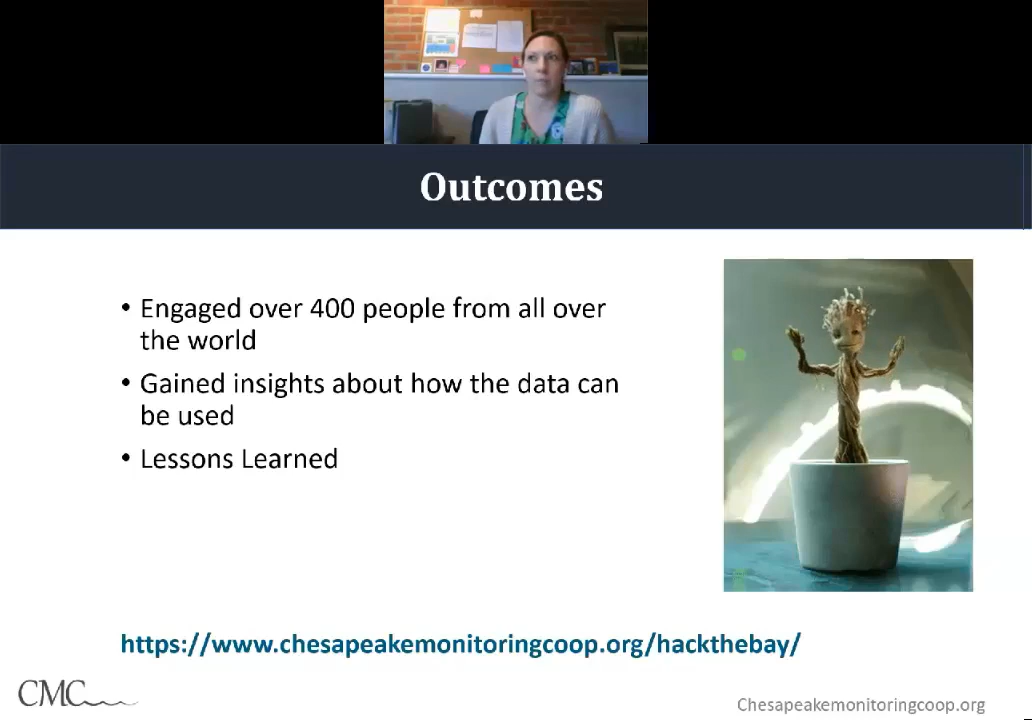 Outcomes
• Engaged over 400 people from all over
the world
• Gained insights about how the data can
be used
• Lessons Learned
https://www.chesapeakemonitoringcoop.org/hackthebay/
CMC
Chesapeakemonitoringcoop.org